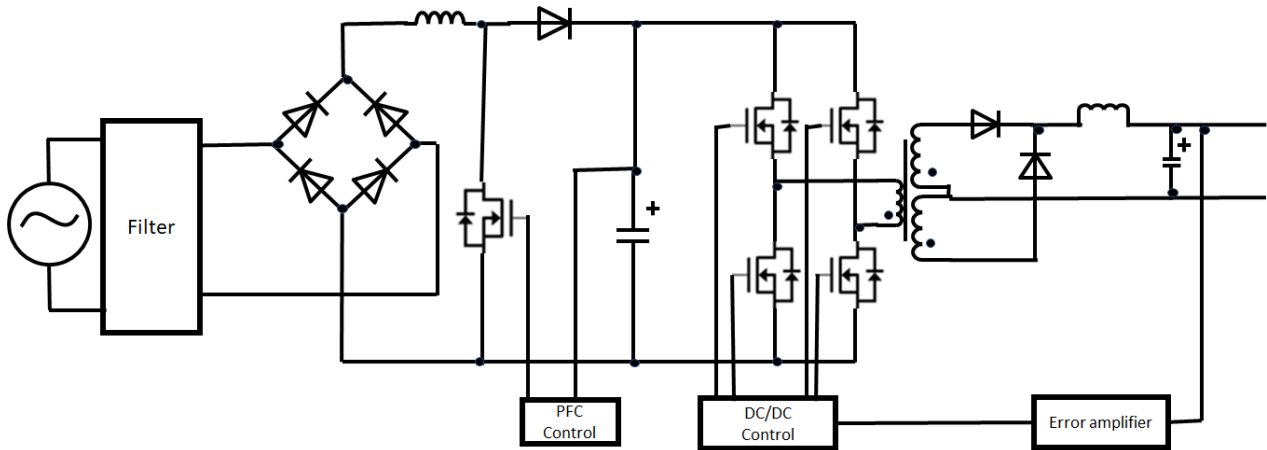 Filter
+
+
PFC
Control
DC/DC
Control
Error amplifier